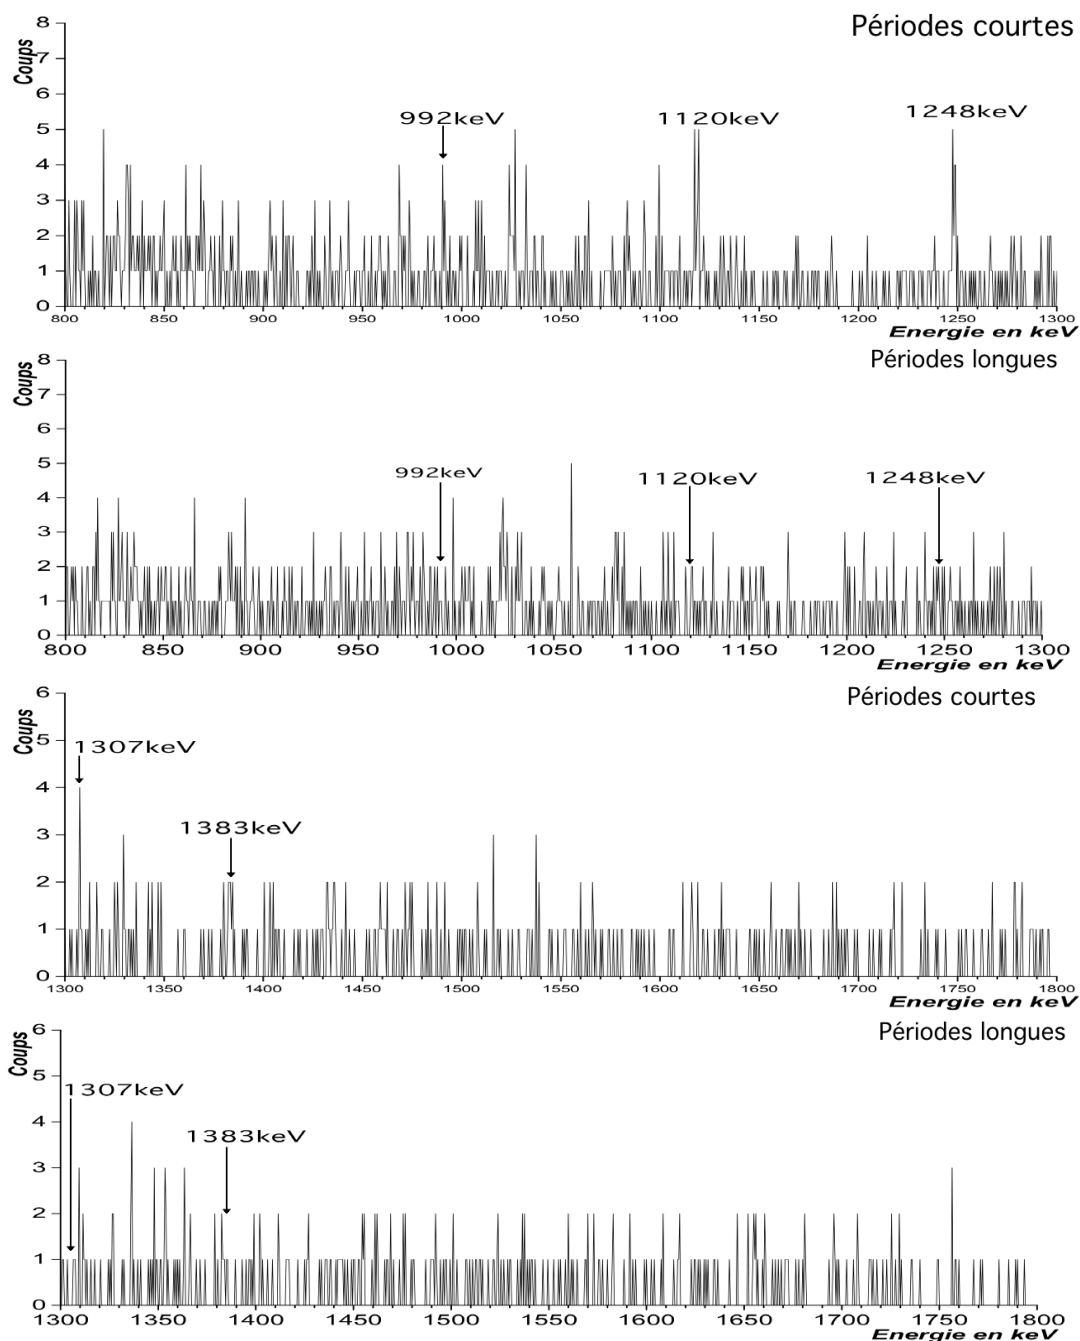 Périodes courtes
Coups
8
7
6
5
4
3
2
1
0
992keV
1120keV
1248keV
800 850 900 950 1000 1050 1100 1150 1200 1250 1300
Energie en keV
Périodes longues
Coups
8
7
6
5
4
3
2
1
0
992keV
1120keV
1248keV
800 850 900 950 1000 1050 1100 1150 1200 1250 1300
Energie en keV
Périodes courtes
Coups
6
5
4
3
2
1
0
1307keV
1383keV
1300 1350 1400 1450 1500 1550 1600 1650 1700 1750 1800
Energie en keV
Périodes longues
Coups
6
5
4
3
2
1
0
1307keV
1383keV
1300 1350 1400 1450 1500 1550 1600 1650 1700 1750 1800
Energie en keV